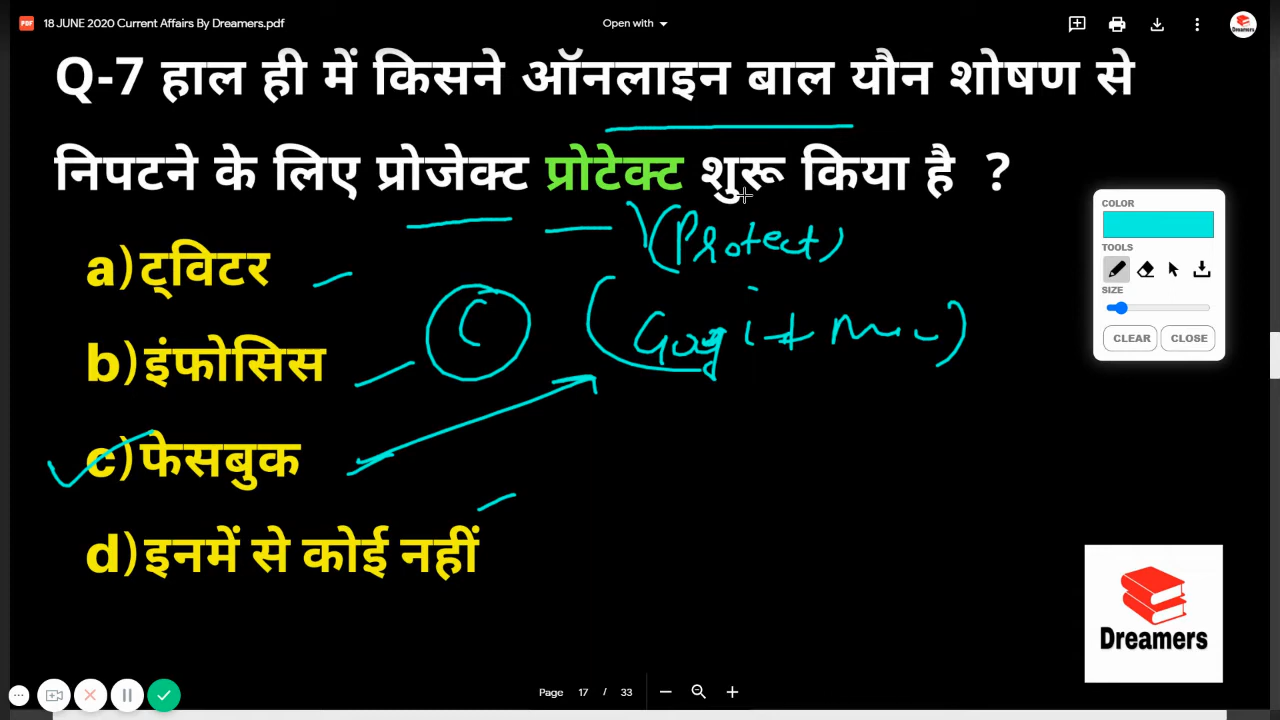 18 JUNE 2020 Current Affairs By Dreamers.pdf
Open with
Dreamers
Q-7 हाल ही में किसने ऑनलाइन बाल यौन शोषण से
निपटने के लिए प्रोजेक्ट प्रोटेक्ट शुरू किया है ?
(Protect)
a)ट्विटर
C
b)इंफोसिस
c)फेसबुक
d)इनमें से कोई नहीं
COLOR
TOOLS
SIZE
CLEAR CLOSE
Dreamers
Page 17 / 33